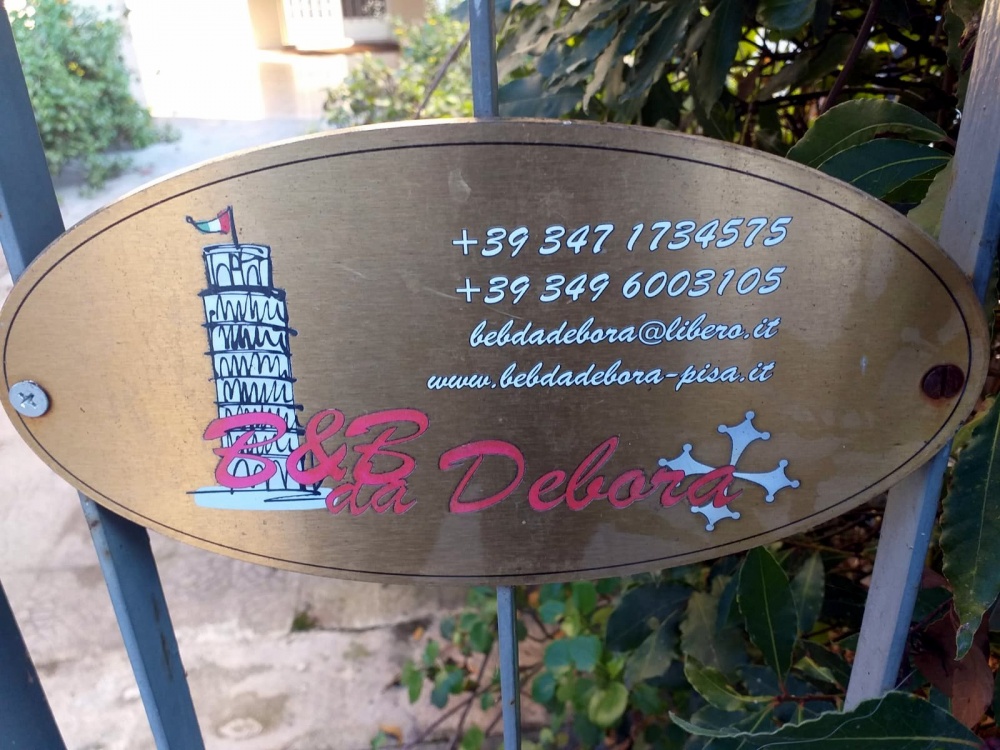 +39 347 1734575
+39 349 6003105
bebdadebora@libero.it
www.bebdadebora-pisa.it
B&B
da Debora